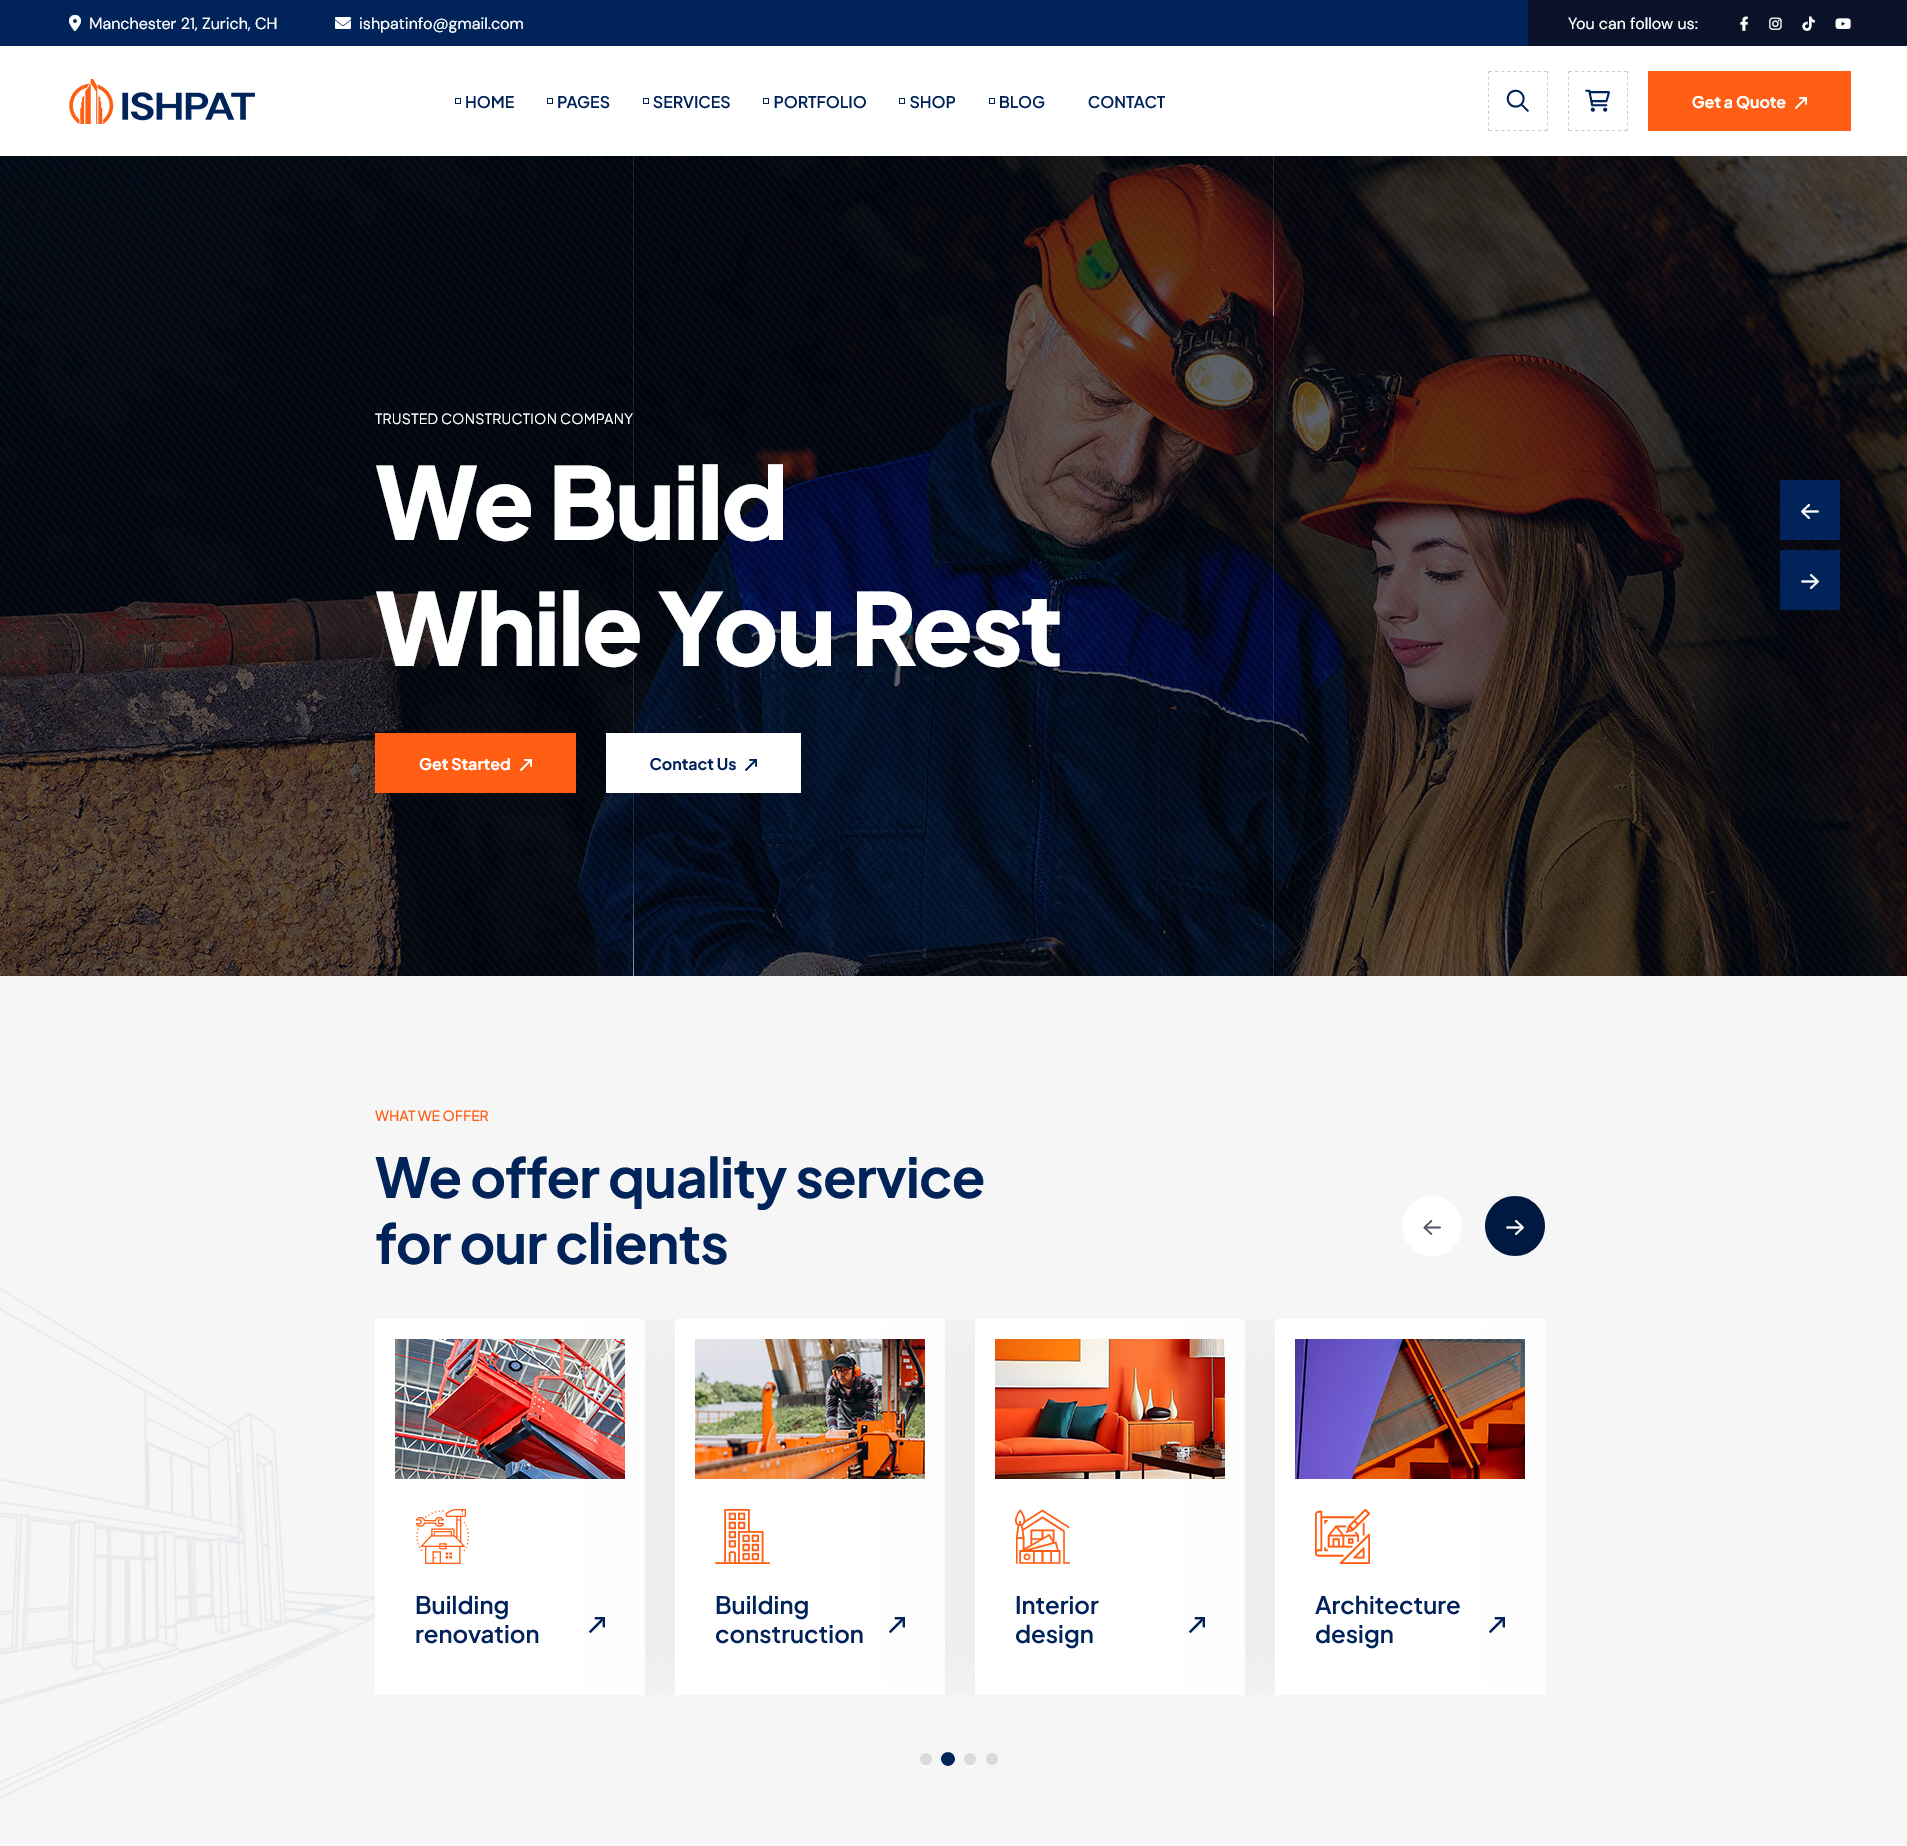 Manchester 21, Zurich, CH
ishpatinfo@gmail.com
You can follow us:
ISHPAT
HOME
PAGES
SERVICES
PORTFOLIO
SHOP
BLOG
CONTACT
Get a Quote
TRUSTED CONSTRUCTION COMPANY
We Build
While You Rest
Get Started
Contact Us
WHAT WE OFFER
We offer quality service
for our clients
Building
renovation
Building
construction
Interior
design
Architecture
design